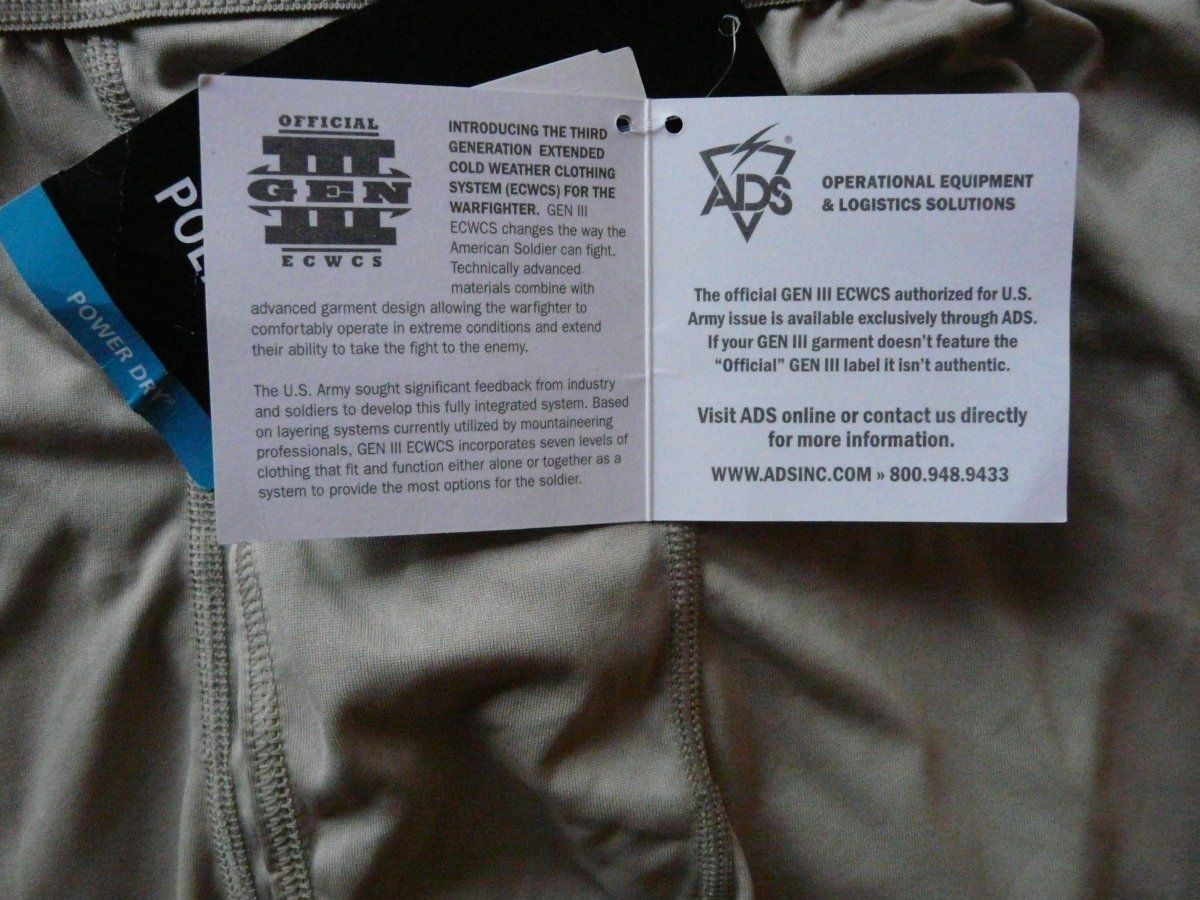 OFFICIAL
III
GEN
III
ECWCS
INTRODUCING THE THIRD
GENERATION EXTENDED
COLD WEATHER CLOTHING
SYSTEM (ECWCS) FOR THE
WARFIGHTER. GEN III
ECWCS changes the way the
American Soldier can fight.
Technically advanced
materials combine with
advanced garment design allowing the warfighter to
comfortably operate in extreme conditions and extend
their ability to take the fight to the enemy.
The U.S. Army sought significant feedback from industry
and soldiers to develop this fully integrated system. Based
on layering systems currently utilized by mountaineering
professionals, GEN III ECWCS incorporates seven levels of
clothing that fit and function either alone or together as a
system to provide the most options for the soldier.
ADS®
OPERATIONAL EQUIPMENT
& LOGISTICS SOLUTIONS
The official GEN III ECWCS authorized for U.S.
Army issue is available exclusively through ADS.
If your GEN III garment doesn't feature the
“Official” GEN III label it isn't authentic.
Visit ADS online or contact us directly
for more information.
WWW.ADSINC.COM » 800.948.9433
POWER DRY™